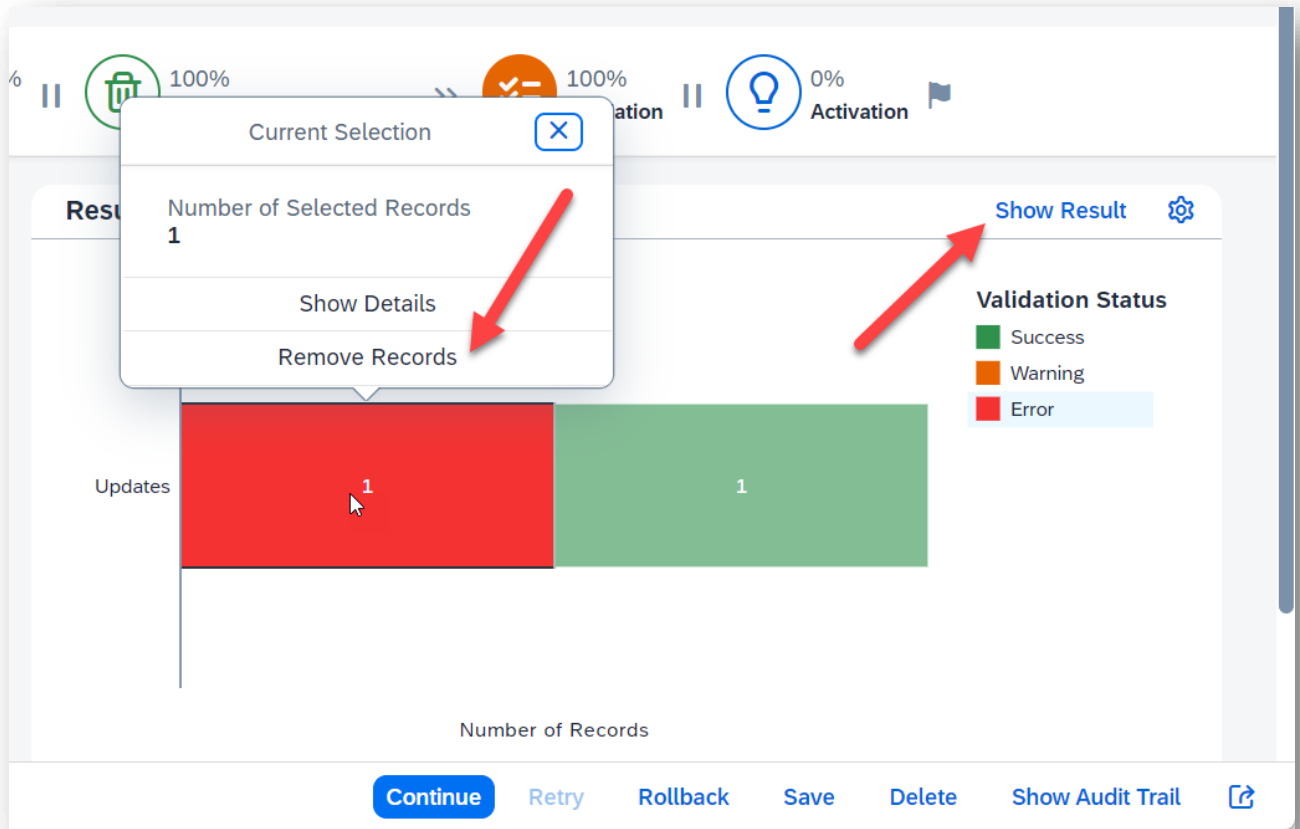 %
100%
100%
ation
0%
Activation
Current Selection
Number of Selected Records
1
Show Details
Remove Records
Resu
Show Result
Validation Status
Success
Warning
Error
Updates
1
1
Number of Records
Continue
Retry
Rollback
Save
Delete
Show Audit Trail